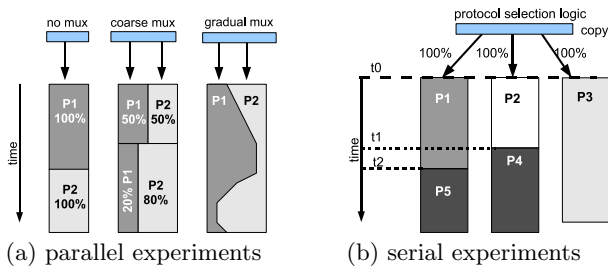 no mux
coarse mux
gradual mux
P1
100%
P2
100%
P1
50%
P2
50%
20% P1
P2
80%
P1
P2
time
(a) parallel experiments
protocol selection logic
copy
100%
100%
100%
t0
P1
P2
P3
t1
t2
P4
P5
time
(b) serial experiments